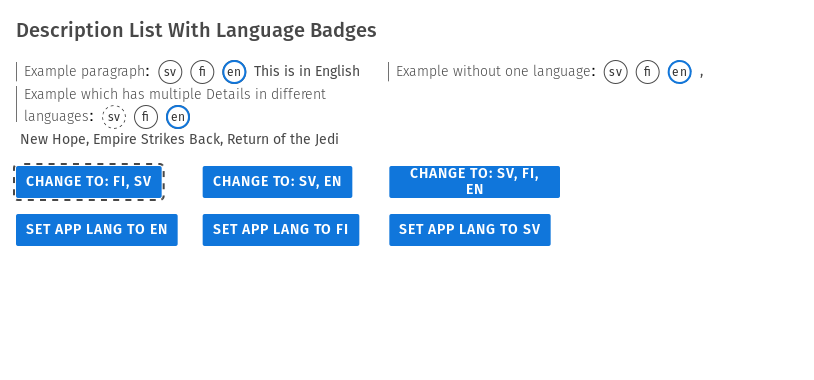 Description List With Language Badges
Example paragraph: sv fi en This is in English
Example without one language: sv fi en ,
Example which has multiple Details in different
languages: sv fi en
New Hope, Empire Strikes Back, Return of the Jedi
CHANGE TO: FI, SV
CHANGE TO: SV, EN
CHANGE TO: SV, FI,
EN
SET APP LANG TO EN
SET APP LANG TO FI
SET APP LANG TO SV